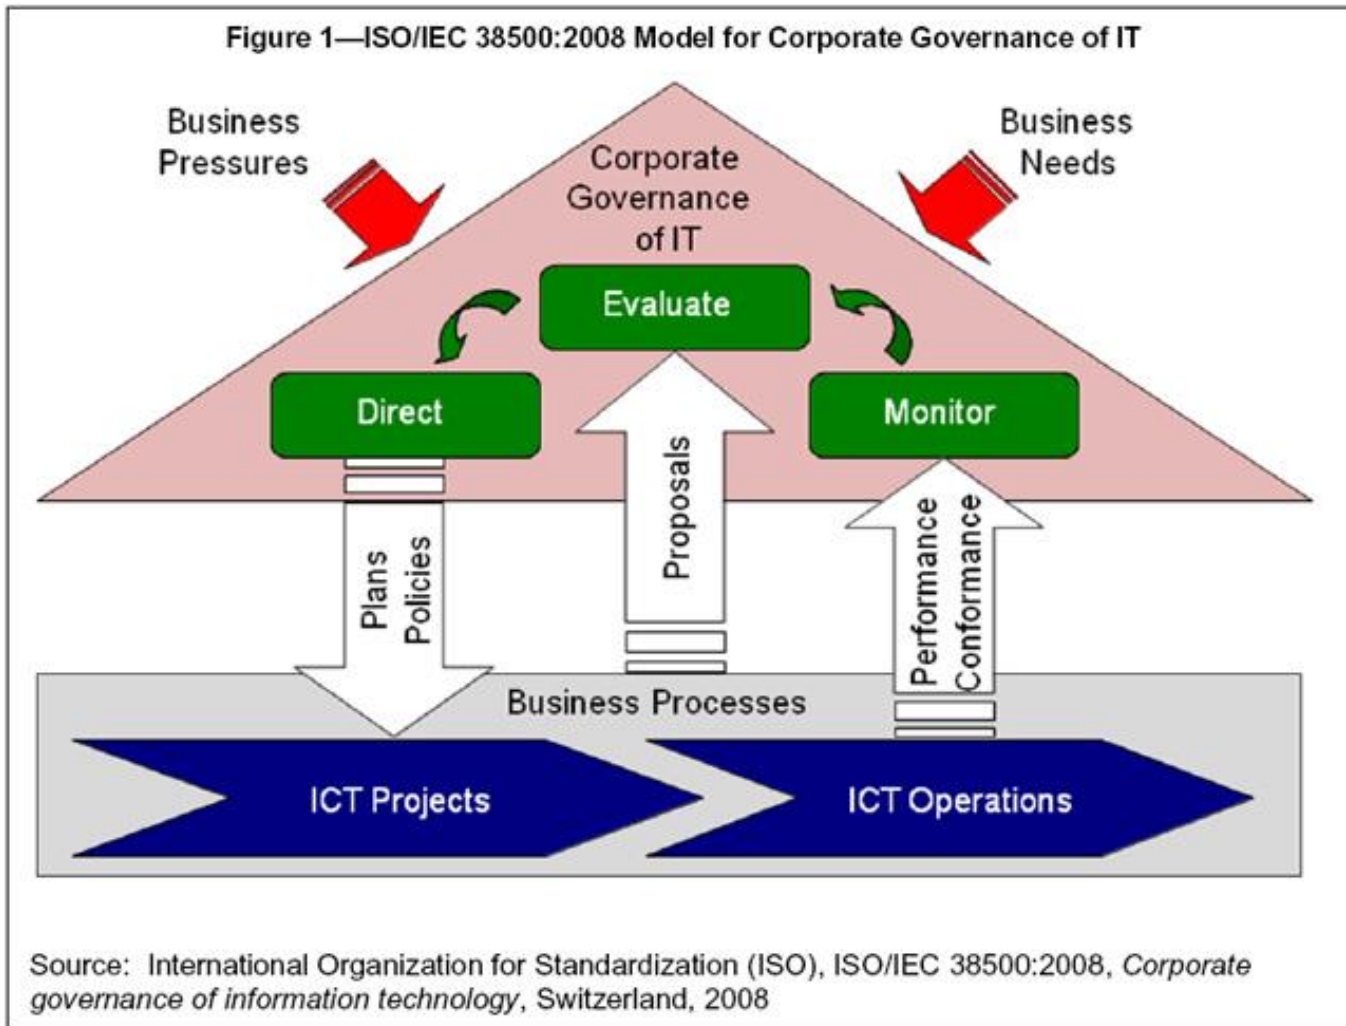 Figure 1—ISO/IEC 38500:2008 Model for Corporate Governance of IT
Business
Pressures
Business
Needs
Corporate
Governance
of IT
Evaluate
Direct
Monitor
Plans
Policies
Proposals
Performance
Conformance
Business Processes
ICT Projects
ICT Operations
Source: International Organization for Standardization (ISO), ISO/IEC 38500:2008, Corporate
governance of information technology, Switzerland, 2008